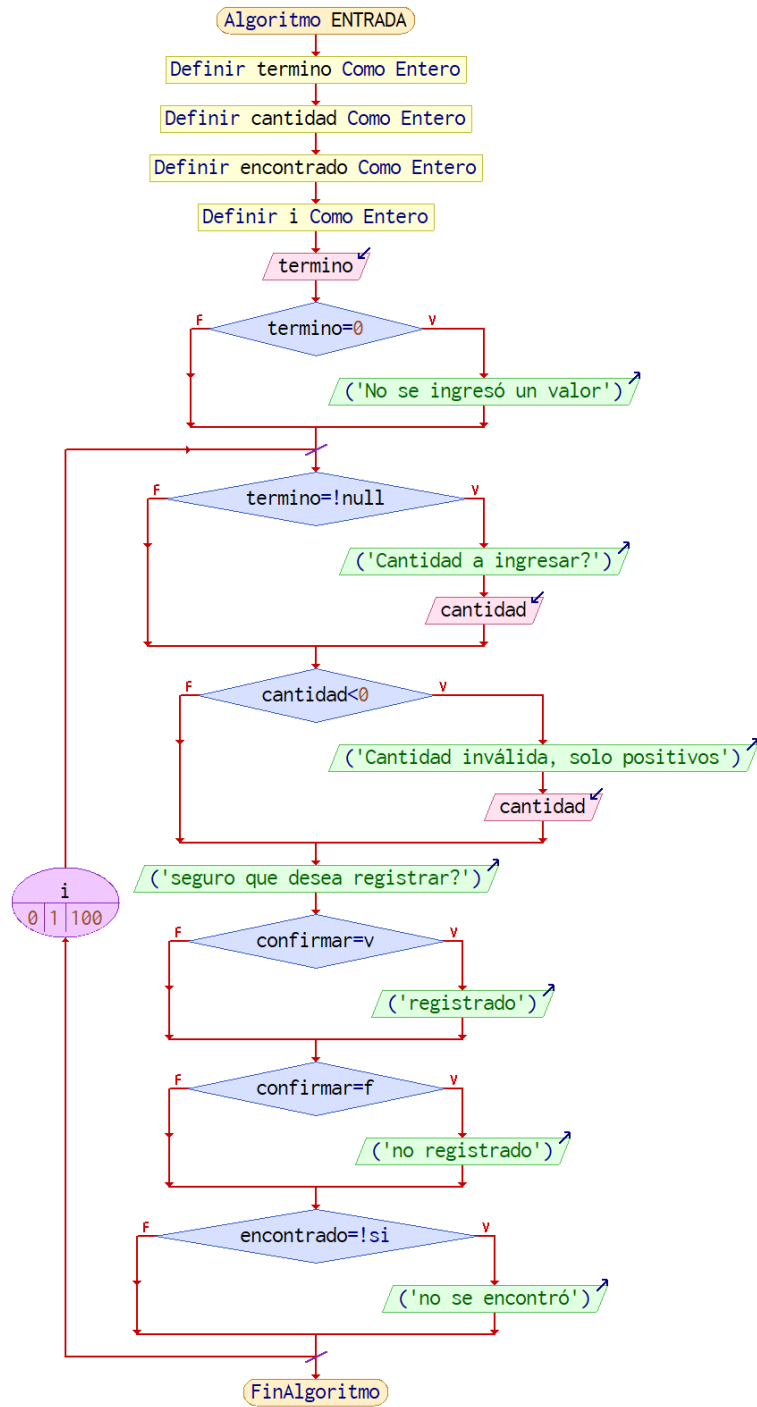 Algoritmo ENTRADA
Definir termino Como Entero
Definir cantidad Como Entero
Definir encontrado Como Entero
Definir i Como Entero
termino
F
termino=0
V
('No se ingresó un valor')
F
termino=!null
V
('Cantidad a ingresar?')
cantidad
F
cantidad<0
V
('Cantidad inválida, solo positivos')
cantidad
('seguro que desea registrar?')
i
0 1 100
F
confirmar=v
V
('registrado')
F
confirmar=f
V
('no registrado')
F
encontrado=!si
V
('no se encontró')
FinAlgoritmo